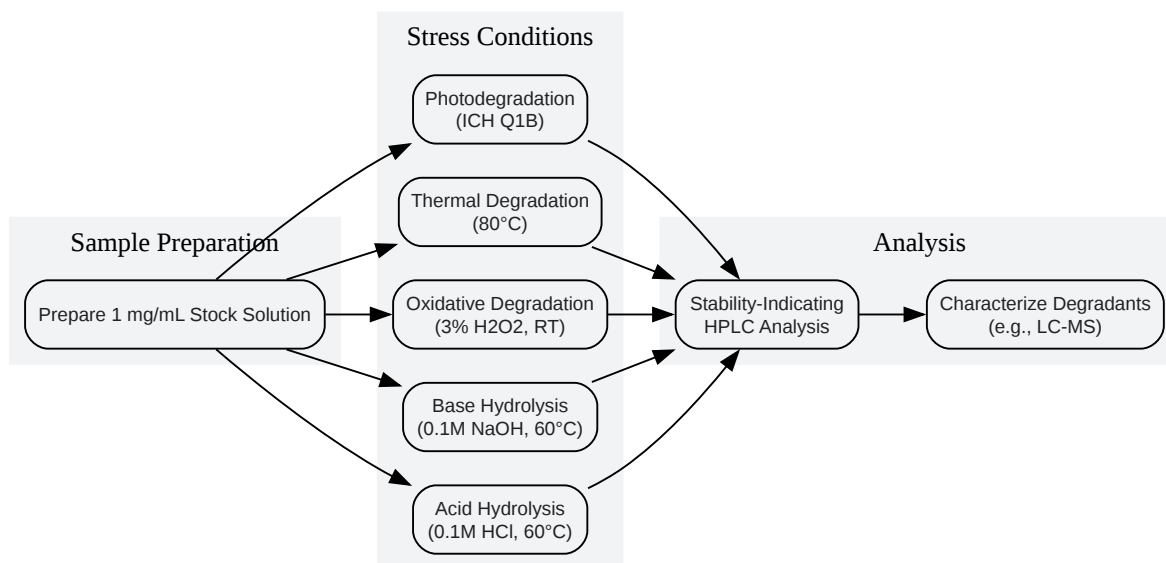 Sample Preparation
Prepare 1 mg/mL Stock Solution
Stress Conditions
Photodegradation
(ICH Q1B)
Thermal Degradation
(80°C)
Oxidative Degradation
(3% H2O2, RT)
Base Hydrolysis
(0.1M NaOH, 60°C)
Acid Hydrolysis
(0.1M HCl, 60°C)
Analysis
Stability-Indicating
HPLC Analysis
Characterize Degradants
(e.g., LC-MS)